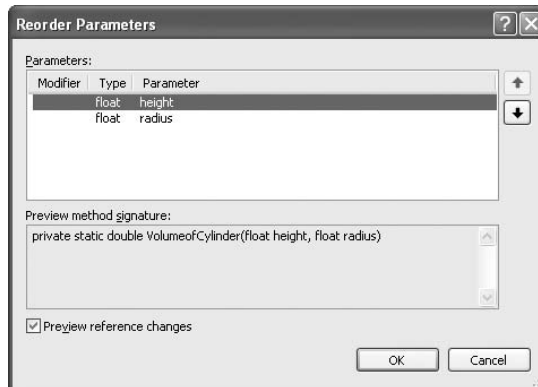 Reorder Parameters
Parameters:
Modifier Type Parameter
float height
float radius
Preview method signature:
private static double VolumeofCylinder(float height, float radius)
Preview reference changes
OK Cancel